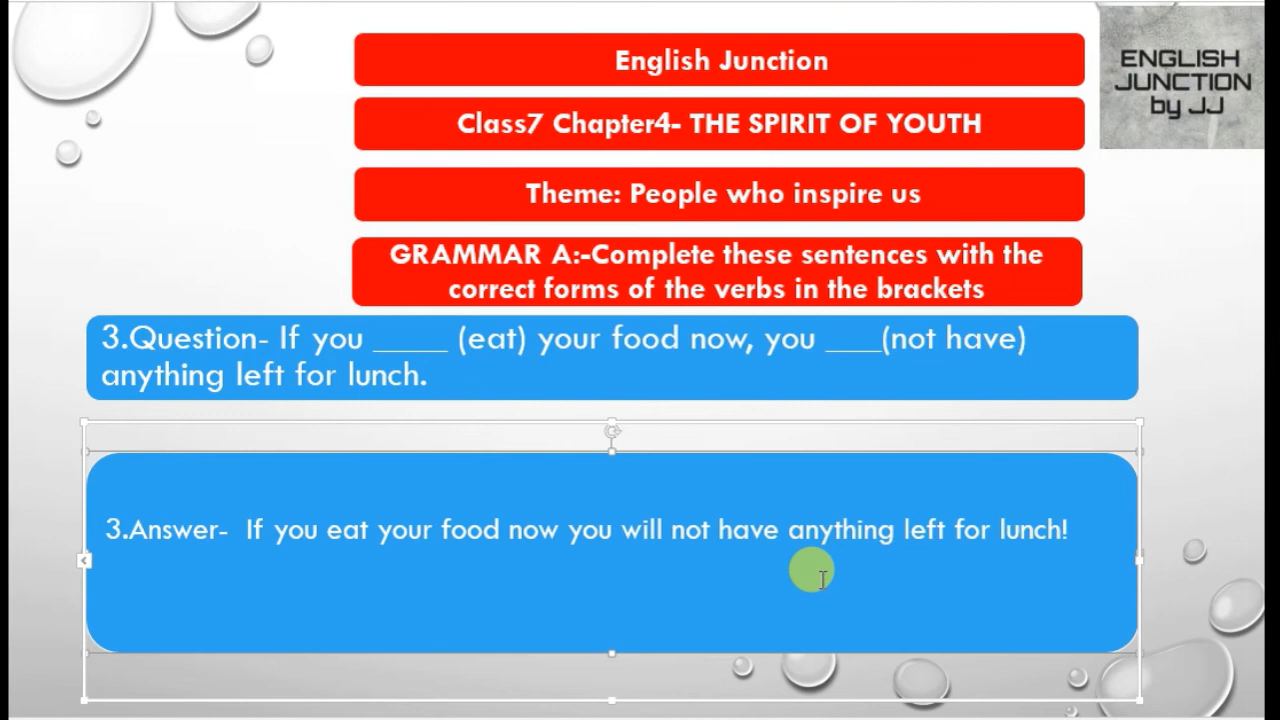 English Junction
ENGLISH
JUNCTION
by JJ
Class7 Chapter4- THE SPIRIT OF YOUTH
Theme: People who inspire us
GRAMMAR A:-Complete these sentences with the
correct forms of the verbs in the brackets
3.Question- If you _____ (eat) your food now, you ____(not have)
anything left for lunch.
3.Answer-  If you eat your food now you will not have anything left for lunch!